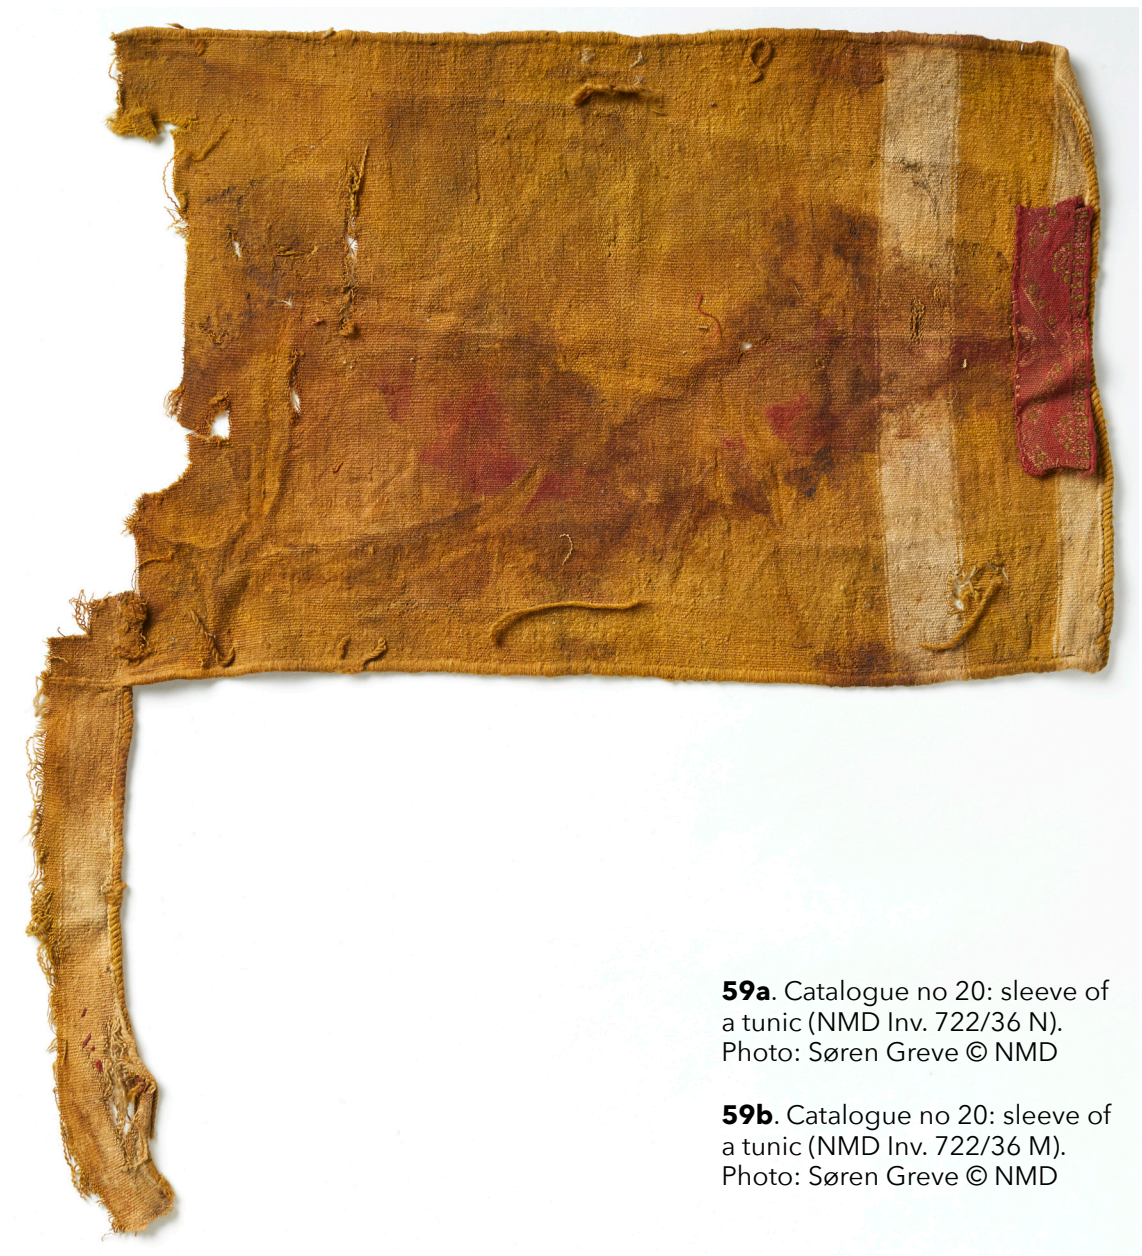 59a. Catalogue no 20: sleeve of
a tunic (NMD Inv. 722/36 N).
Photo: Søren Greve © NMD
59b. Catalogue no 20: sleeve of
a tunic (NMD Inv. 722/36 M).
Photo: Søren Greve © NMD